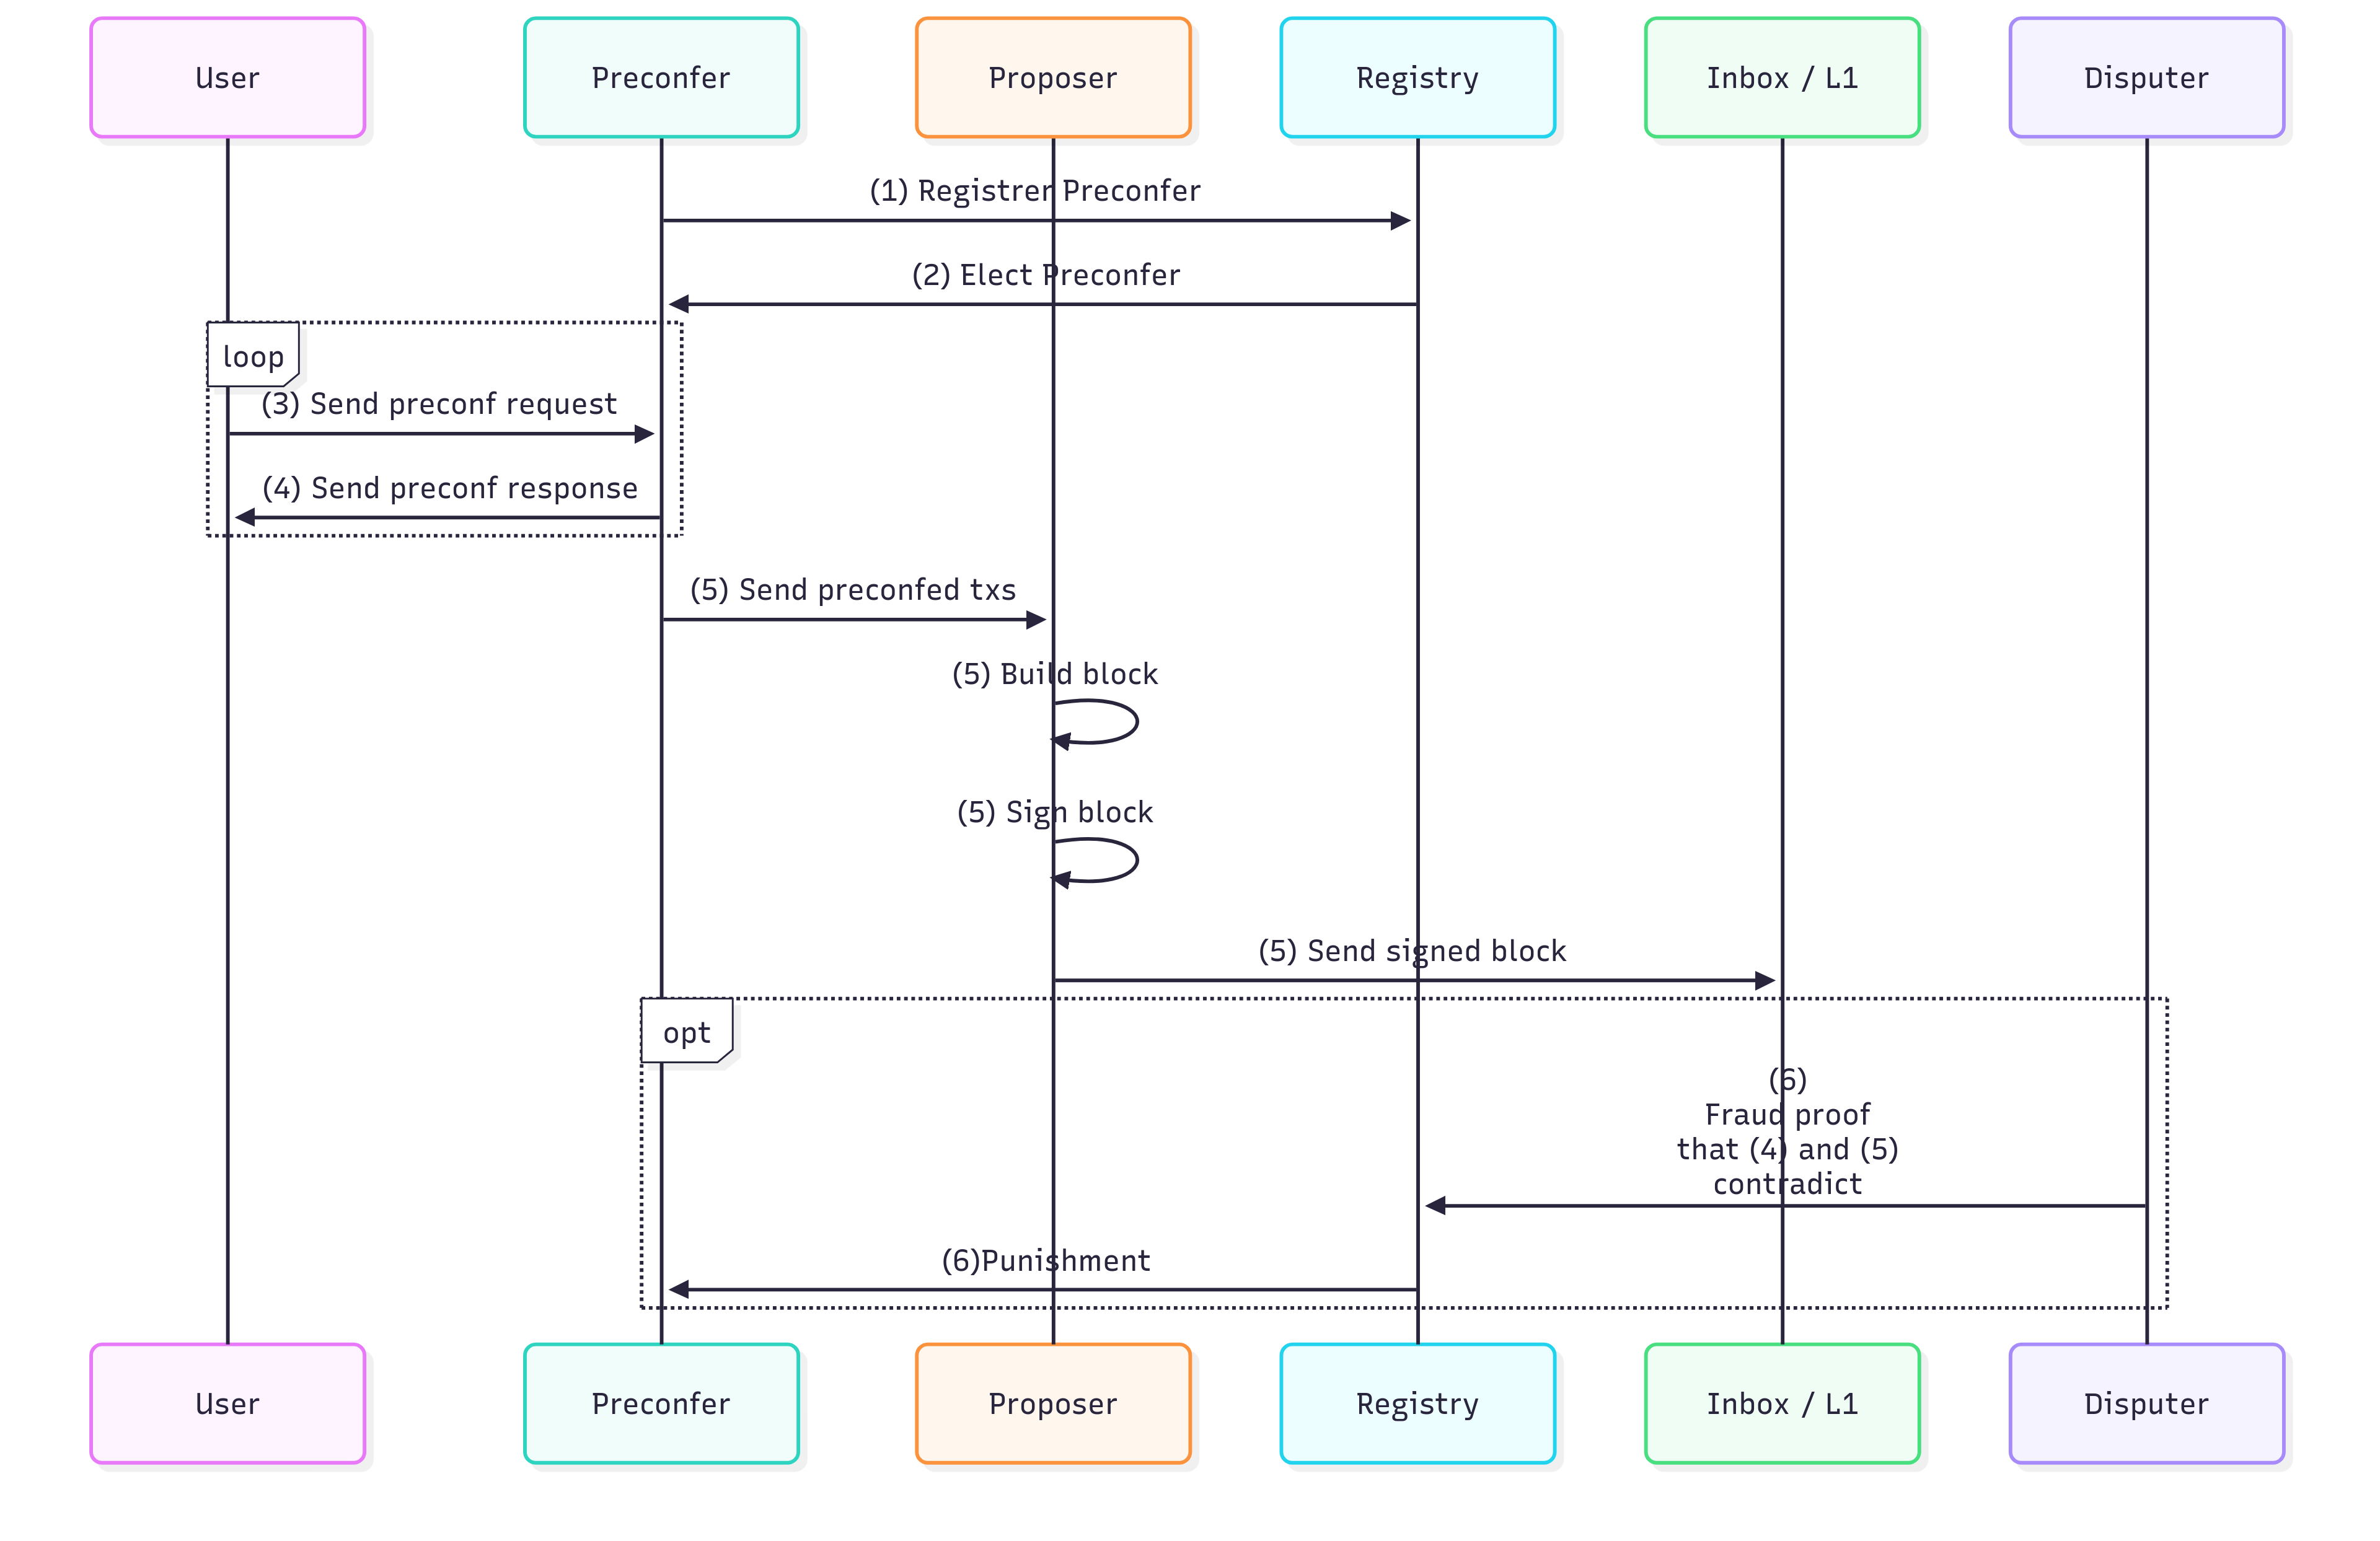 User
Preconfer
Proposer
Registry
Inbox / L1
Disputer
(1) Registrer Preconfer
(2) Elect Preconfer
loop
(3) Send preconf request
(4) Send preconf response
(5) Send preconfed txs
(5) Build block
(5) Sign block
(5) Send signed block
opt
(6)
Fraud proof
that (4) and (5)
contradict
(6)Punishment
User
Preconfer
Proposer
Registry
Inbox / L1
Disputer